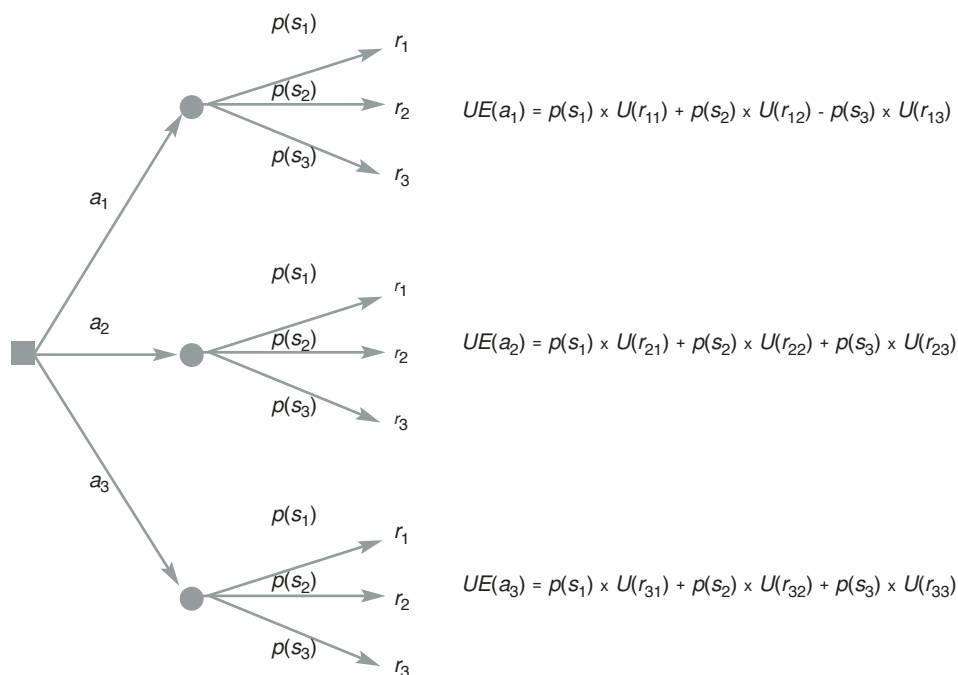 p(s₁)
r₁
p(s₂)
r₂
UE(a₁) = p(s₁) x U(r₁₁) + p(s₂) x U(r₁₂) - p(s₃) x U(r₁₃)
p(s₃)
r₃
a₁
p(s₁)
r₁
a₂
p(s₂)
r₂
UE(a₂) = p(s₁) x U(r₂₁) + p(s₂) x U(r₂₂) + p(s₃) x U(r₂₃)
p(s₃)
r₃
a₃
p(s₁)
r₁
p(s₂)
r₂
UE(a₃) = p(s₁) x U(r₃₁) + p(s₂) x U(r₃₂) + p(s₃) x U(r₃₃)
p(s₃)
r₃